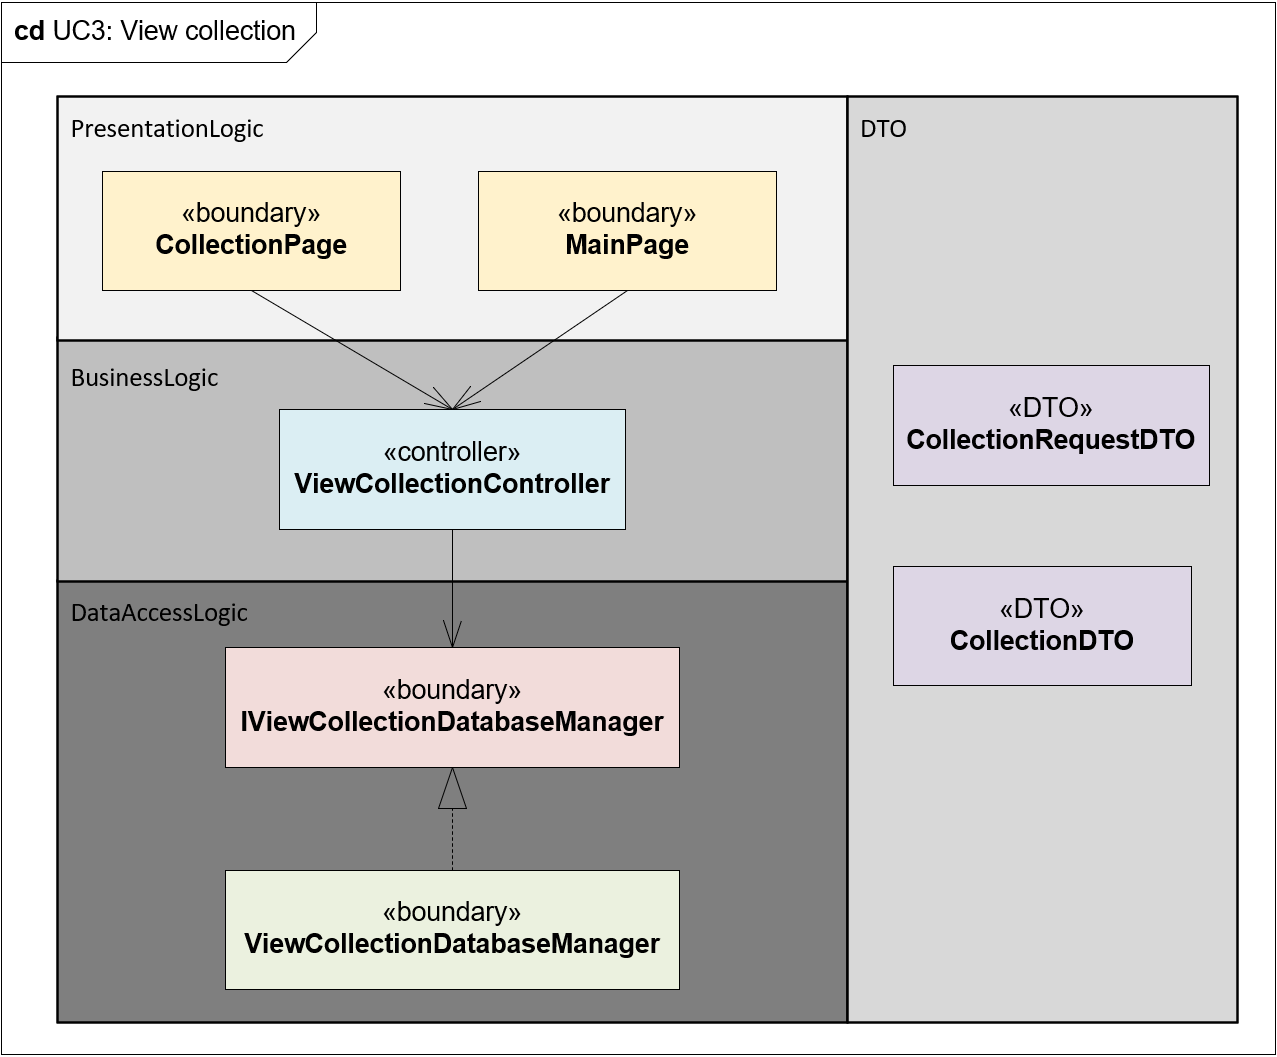 cd UC3: View collection
PresentationLogic
DTO
«boundary»
CollectionPage
«boundary»
MainPage
BusinessLogic
«controller»
ViewCollectionController
«DTO»
CollectionRequestDTO
«DTO»
CollectionDTO
DataAccessLogic
«boundary»
IViewCollectionDatabaseManager
«boundary»
ViewCollectionDatabaseManager